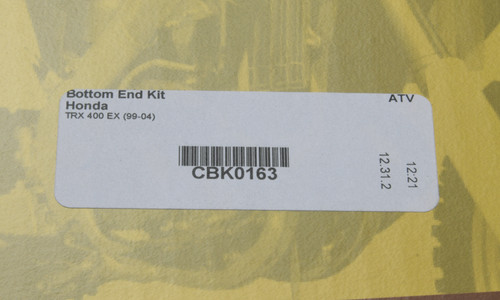 Bottom End Kit
ATV
Honda
TRX 400 EX (99-04)
CBK0163
12:21
12.31.2